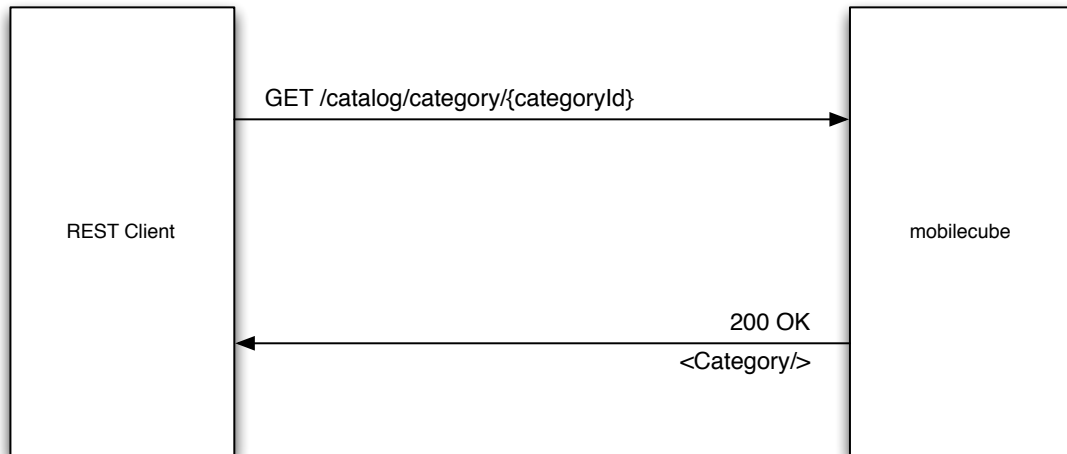 GET /catalog/category/{categoryId}
REST Client
mobilecube
200 OK
<Category/>